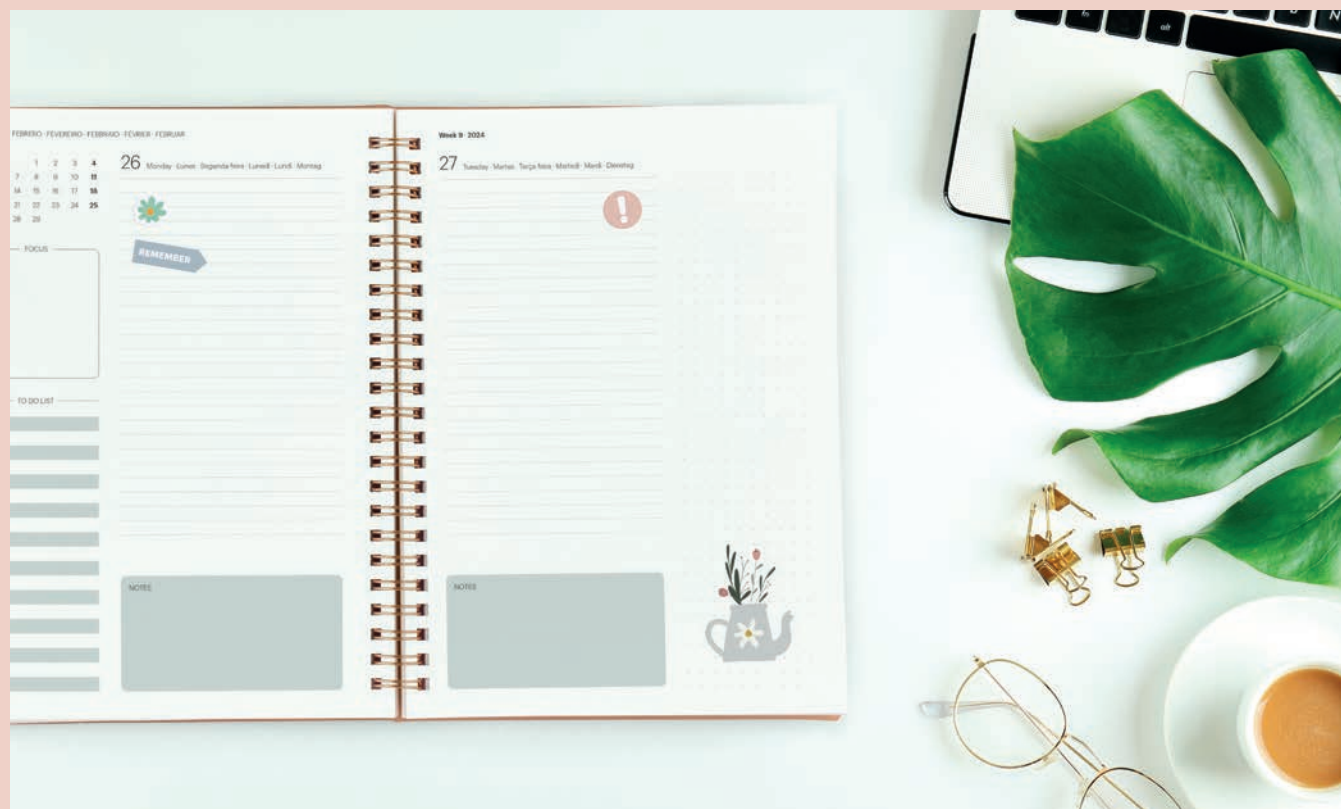 FEBRERO · FEVEREIRO · FEBBRAIO · FÉVRIER · FEBRUAR
1 2 3 4
7 8 9 10 11
14 15 16 17 18
21 22 23 24 25
28 29
FOCUS
TO DO LIST
26 Monday · Lunes · Segunda-feira · Lunedì · Lundi · Montag
REMEMBER
NOTES
Week 9 · 2024
27 Tuesday · Martes · Terça-feira · Martedì · Mardi · Dienstag
!
NOTES
fn
alt
N